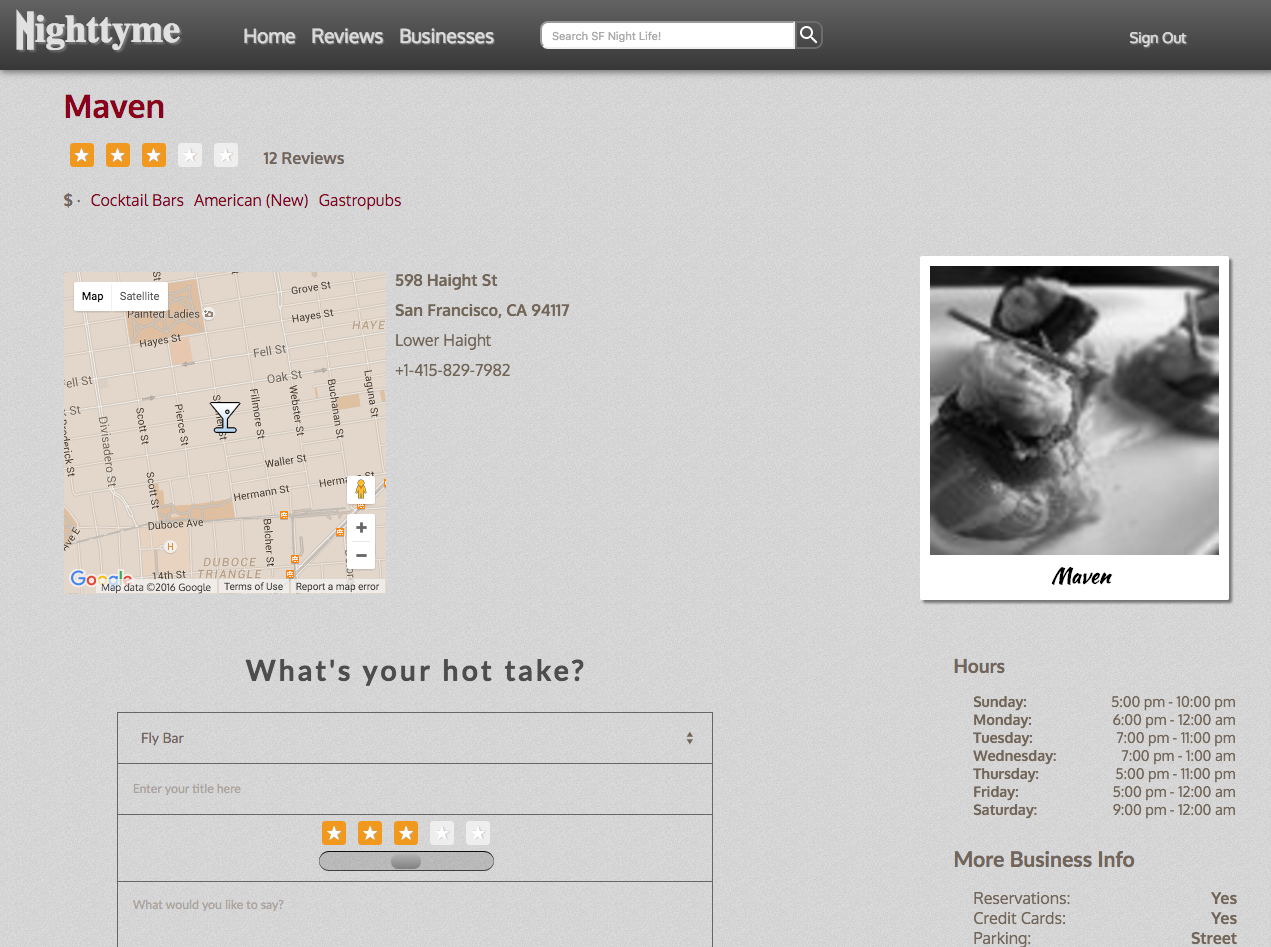 Nighttyme
Home Reviews Businesses
Search SF Night Life!
Sign Out
Maven
12 Reviews
$ · Cocktail Bars American (New) Gastropubs
Map Satellite
Grove St
Painted Ladies
Hayes St
HAYE
Hayes St
Fell St
Oak St
ell St
St
Divisadero St
Scott St
Pierce St
Fillmore St
Webster St
Buchanan St
Laguna St
Waller St
Scott St
Hermann St
Duboce Ave
Belcher St
H
DUBOCE
TRIANGLE
14th St
Google
Map data ©2016 Google Terms of Use Report a map error
598 Haight St
San Francisco, CA 94117
Lower Haight
+1-415-829-7982
Maven
What's your hot take?
Fly Bar
Enter your title here
What would you like to say?
Hours
Sunday: 5:00 pm - 10:00 pm
Monday: 6:00 pm - 12:00 am
Tuesday: 7:00 pm - 11:00 pm
Wednesday: 7:00 pm - 1:00 am
Thursday: 5:00 pm - 11:00 pm
Friday: 5:00 pm - 12:00 am
Saturday: 9:00 pm - 12:00 am
More Business Info
Reservations: Yes
Credit Cards: Yes
Parking: Street